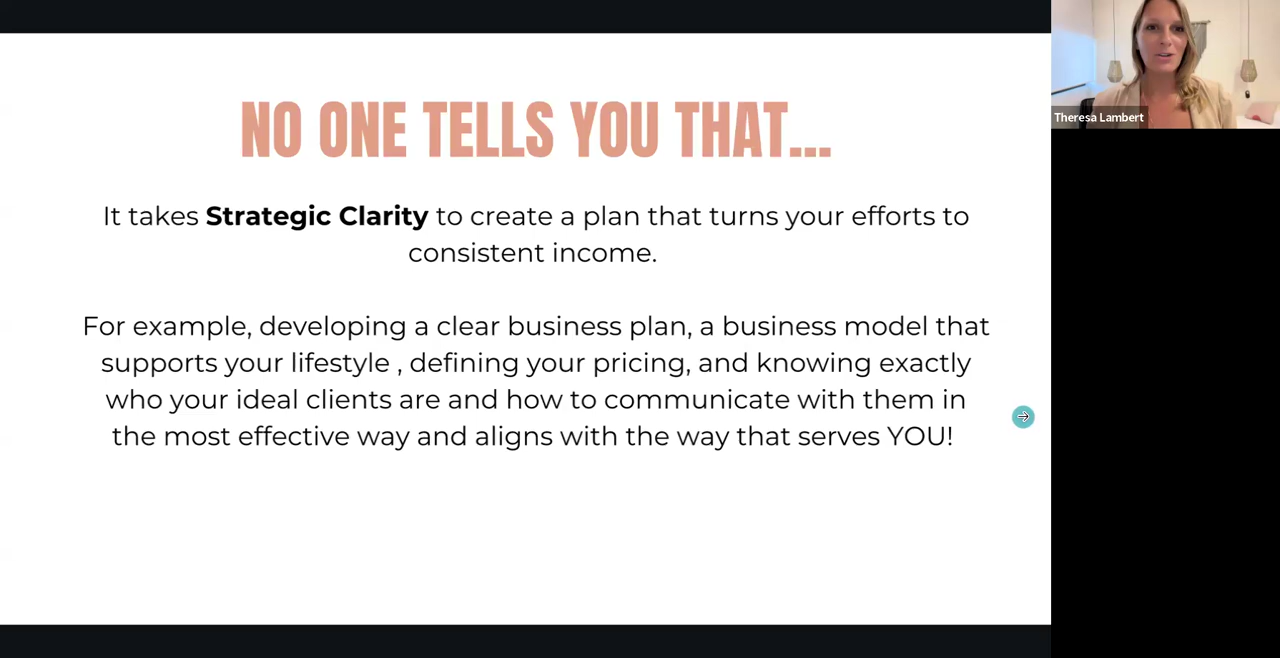 NO ONE TELLS YOU THAT...
It takes Strategic Clarity to create a plan that turns your efforts to
consistent income.
For example, developing a clear business plan, a business model that
supports your lifestyle , defining your pricing, and knowing exactly
who your ideal clients are and how to communicate with them in
the most effective way and aligns with the way that serves YOU!
Theresa Lambert